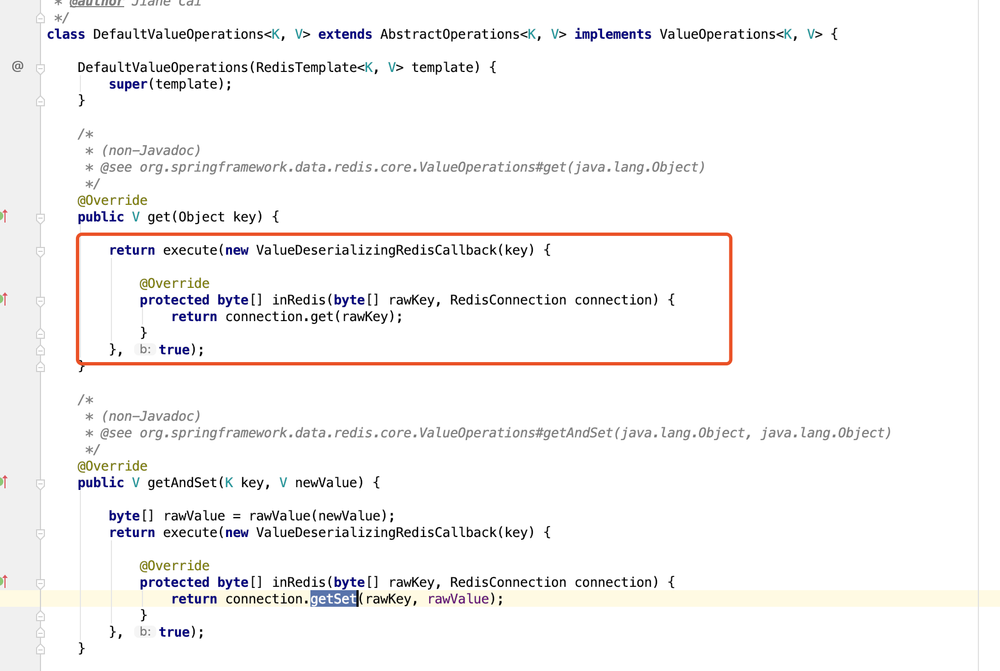 * @author Jiahe Cai
*/
class DefaultValueOperations<K, V> extends AbstractOperations<K, V> implements ValueOperations<K, V> {
@
DefaultValueOperations(RedisTemplate<K, V> template) {
super(template);
}
/*
* (non-Javadoc)
* @see org.springframework.data.redis.core.ValueOperations#get(java.lang.Object)
*/
@Override
public V get(Object key) {
return execute(new ValueDeserializingRedisCallback(key) {
@Override
protected byte[] inRedis(byte[] rawKey, RedisConnection connection) {
return connection.get(rawKey);
}
}, b: true);
}
/*
* (non-Javadoc)
* @see org.springframework.data.redis.core.ValueOperations#getAndSet(java.lang.Object, java.lang.Object)
*/
@Override
public V getAndSet(K key, V newValue) {
byte[] rawValue = rawValue(newValue);
return execute(new ValueDeserializingRedisCallback(key) {
@Override
protected byte[] inRedis(byte[] rawKey, RedisConnection connection) {
return connection.getSet(rawKey, rawValue);
}
}, b: true);
}